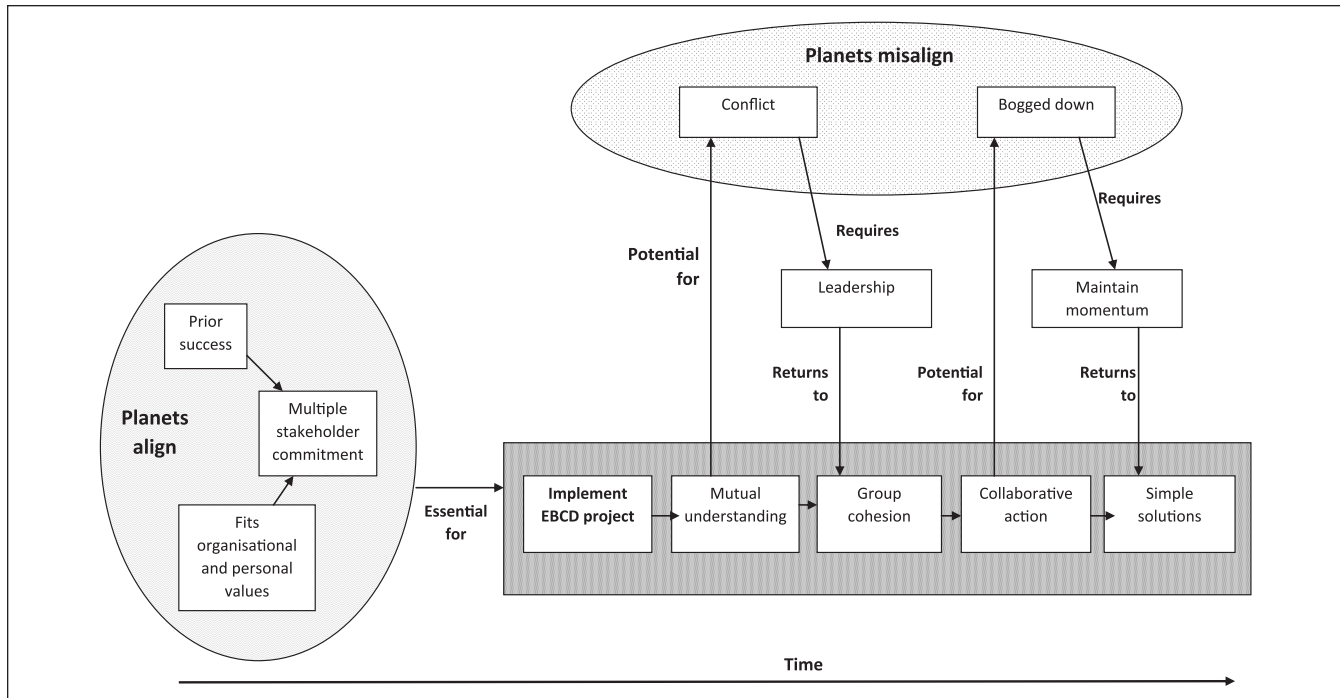 Planets misalign
Conflict
Bogged down
Requires
Requires
Potential
for
Leadership
Maintain
momentum
Prior
success
Planets
align
Multiple
stakeholder
commitment
Fits
organisational
and personal
values
Returns
to
Potential
for
Returns
to
Essential
for
Implement
EBCD project
Mutual
understanding
Group
cohesion
Collaborative
action
Simple
solutions
Time